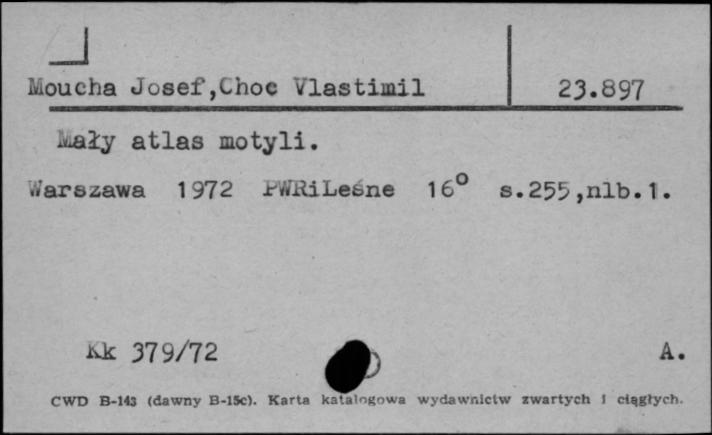 Moucha Josef,Choc Vlastimil 23.897
Mały atlas motyli.
Warszawa 1972 PWRiLeśne 16° s.255,nlb.1.
Kk 379/72 A.
CWD B-143 (dawny B-15c). Karta katalogowa wydawnictw zwartych i ciągłych.